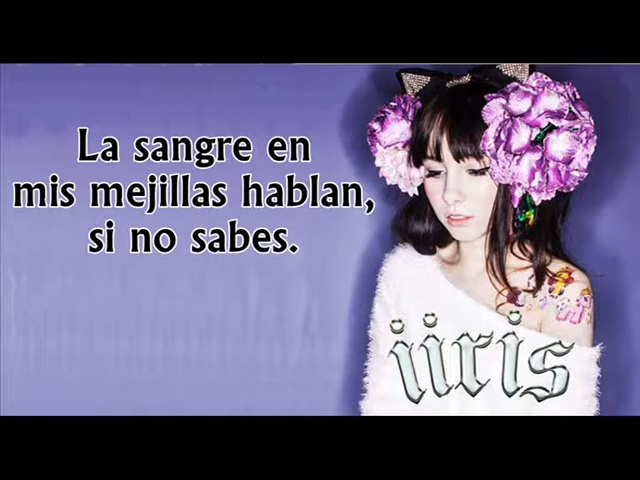 La sangre en
mis mejillas hablan,
si no sabes.
iiris